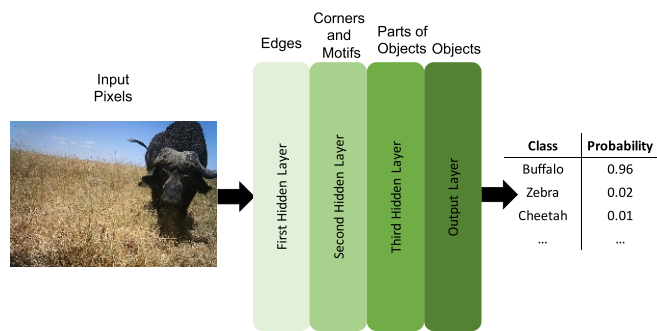 Input
Pixels
Edges
Corners
and
Motifs
Parts of
Objects
Objects
First Hidden Layer
Second Hidden Layer
Third Hidden Layer
Output Layer
Class Probability
Buffalo 0.96
Zebra 0.02
Cheetah 0.01
... ...